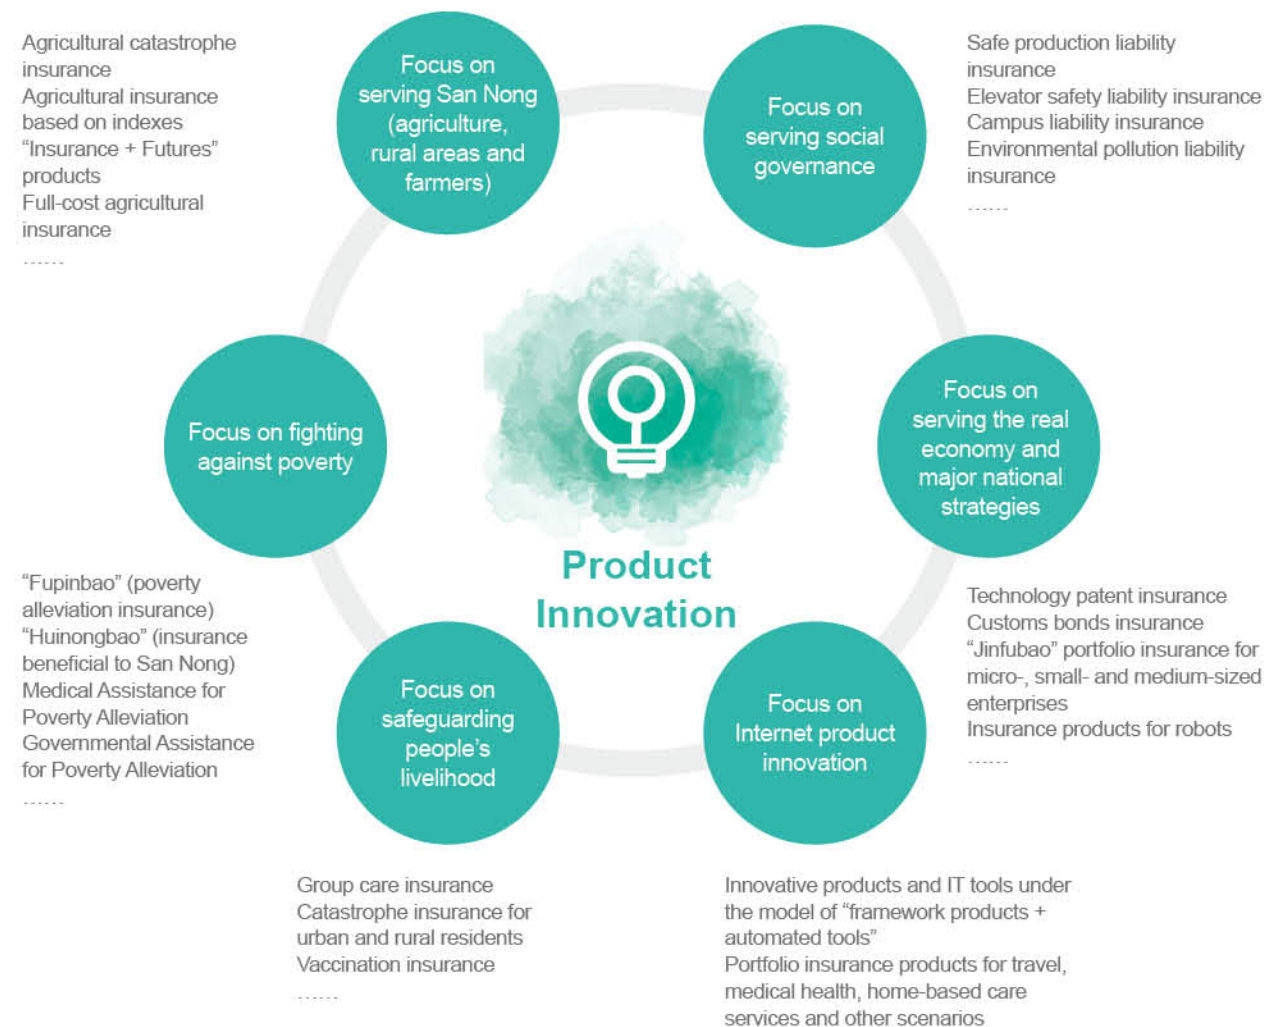 Agricultural catastrophe
insurance
Agricultural insurance
based on indexes
“Insurance + Futures”
products
Full-cost agricultural
insurance
......
Focus on
serving San Nong
(agriculture,
rural areas and
farmers)
Focus on
serving social
governance
Safe production liability
insurance
Elevator safety liability insurance
Campus liability insurance
Environmental pollution liability
insurance
......
Focus on fighting
against poverty
Focus on
serving the real
economy and
major national
strategies
Product
Innovation
“Fupinbao” (poverty
alleviation insurance)
“Huinongbao” (insurance
beneficial to San Nong)
Medical Assistance for
Poverty Alleviation
Governmental Assistance
for Poverty Alleviation
......
Focus on
safeguarding
people’s
livelihood
Focus on
Internet product
innovation
Technology patent insurance
Customs bonds insurance
“Jinfubao” portfolio insurance for
micro-, small- and medium-sized
enterprises
Insurance products for robots
......
Group care insurance
Catastrophe insurance for
urban and rural residents
Vaccination insurance
......
Innovative products and IT tools under
the model of “framework products +
automated tools”
Portfolio insurance products for travel,
medical health, home-based care
services and other scenarios